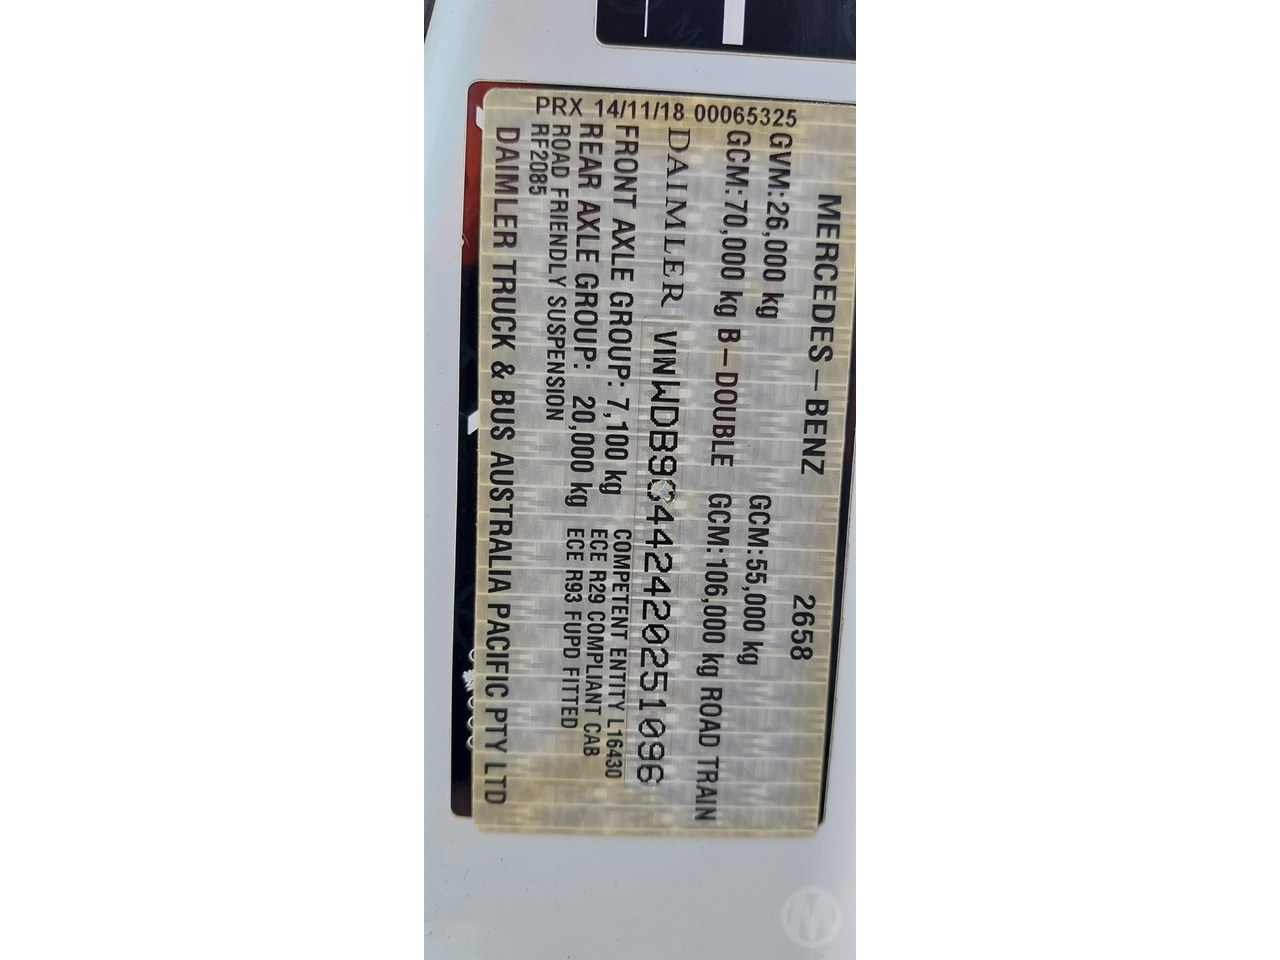 MERCEDES-BENZ 2658
GVM:26,000 kg GCM:55,000 kg
GCM:70,000 kg B-DOUBLE GCM:106,000 kg ROAD TRAIN
DAIMLER VINWDB96442420251096
FRONT AXLE GROUP: 7,100 kg COMPETENT ENTITY L16430
REAR AXLE GROUP: 20,000 kg ECE R29 COMPLIANT CAB
ROAD FRIENDLY SUSPENSION ECE R93 FUPD FITTED
RF2085
DAIMLER TRUCK & BUS AUSTRALIA PACIFIC PTY LTD
PRX 14/11/18 00065325
M